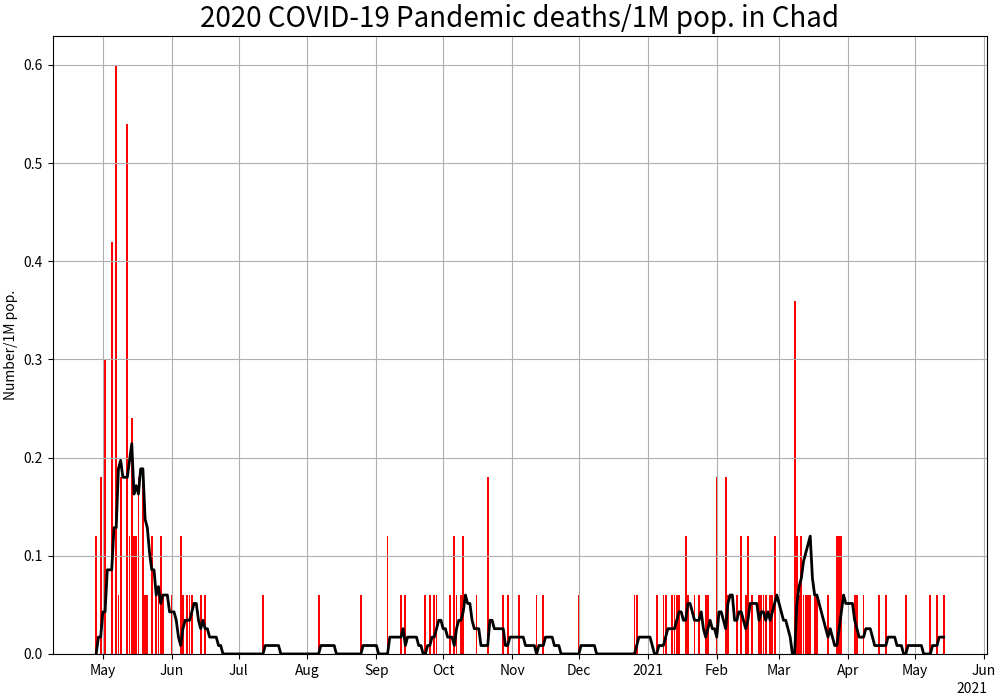 2020 COVID-19 Pandemic deaths/1M pop. in Chad
Number/1M pop.
0.6
0.5
0.4
0.3
0.2
0.1
0.0
May Jun Jul Aug Sep Oct Nov Dec 2021 Feb Mar Apr May Jun
2021